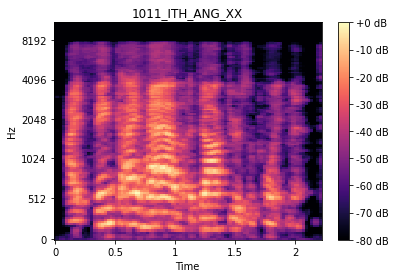 1011_ITH_ANG_XX
+0 dB
8192
-10 dB
4096
-20 dB
-30 dB
2048
Hz
-40 dB
1024
-50 dB
512
-60 dB
-70 dB
0
-80 dB
0 0.5 1 1.5 2
Time